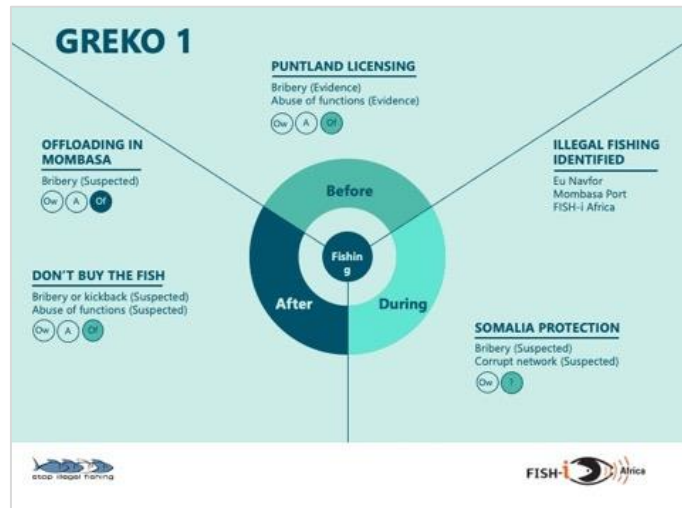 GREKO 1
PUNTLAND LICENSING
Bribery (Evidence)
Abuse of functions (Evidence)
Ow A Of
OFFLOADING IN
MOMBASA
Bribery (Suspected)
Ow A Of
ILLEGAL FISHING
IDENTIFIED
Eu Navfor
Mombasa Port
FISH-i Africa
Before
Fishin
g
After
During
DON'T BUY THE FISH
Bribery or kickback (Suspected)
Abuse of functions (Suspected)
Ow A Of
SOMALIA PROTECTION
Bribery (Suspected)
Corrupt network (Suspected)
Ow ?
stop illegal fishing
FISH-i Africa